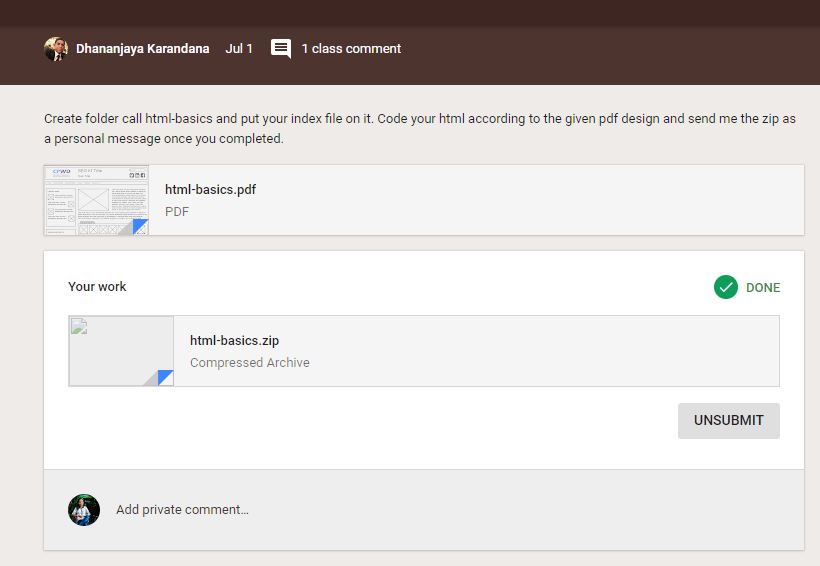 Dhananjaya Karandana Jul 1 1 class comment
Create folder call html-basics and put your index file on it. Code your html according to the given pdf design and send me the zip as
a personal message once you completed.
CPWD
html-basics.pdf
PDF
Your work
DONE
html-basics.zip
Compressed Archive
UNSUBMIT
Add private comment...